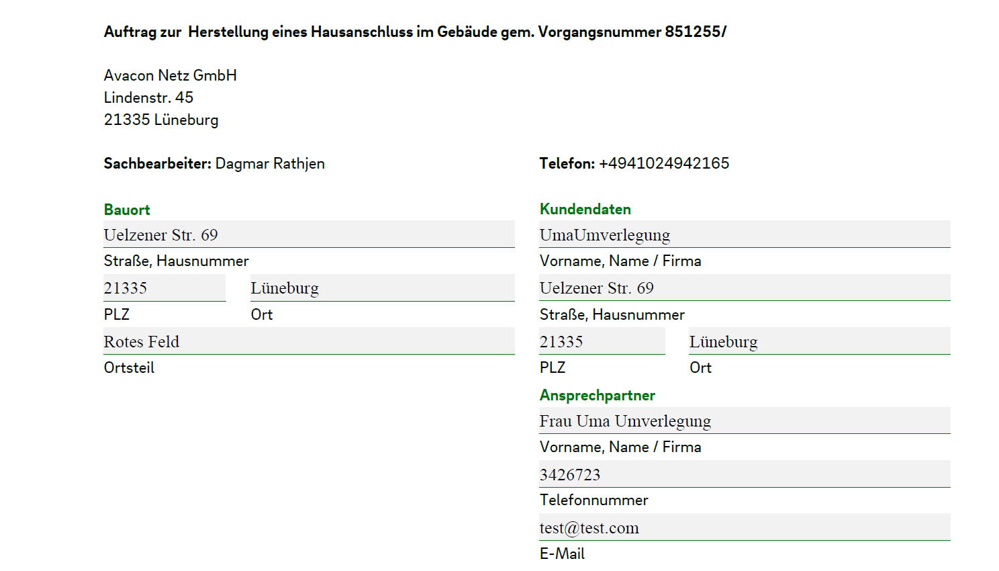 Auftrag zur  Herstellung eines Hausanschluss im Gebäude gem. Vorgangsnummer 851255/
Avacon Netz GmbH
Lindenstr. 45
21335 Lüneburg
Sachbearbeiter: Dagmar Rathjen
Telefon: +4941024942165
Bauort
Uelzener Str. 69
Straße, Hausnummer
21335 Lüneburg
PLZ Ort
Rotes Feld
Ortsteil
Kundendaten
UmaUmverlegung
Vorname, Name / Firma
Uelzener Str. 69
Straße, Hausnummer
21335 Lüneburg
PLZ Ort
Ansprechpartner
Frau Uma Umverlegung
Vorname, Name / Firma
3426723
Telefonnummer
test@test.com
E-Mail